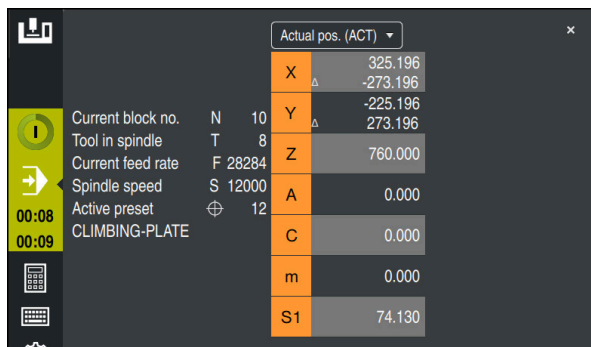 Actual pos. (ACT)
×
X 325.196
Δ -273.196
Y -225.196
Δ 273.196
Z 760.000
A 0.000
C 0.000
m 0.000
S1 74.130
Current block no. N 10
Tool in spindle T 8
Current feed rate F 28284
Spindle speed S 12000
Active preset 12
CLIMBING-PLATE
00:08
00:09